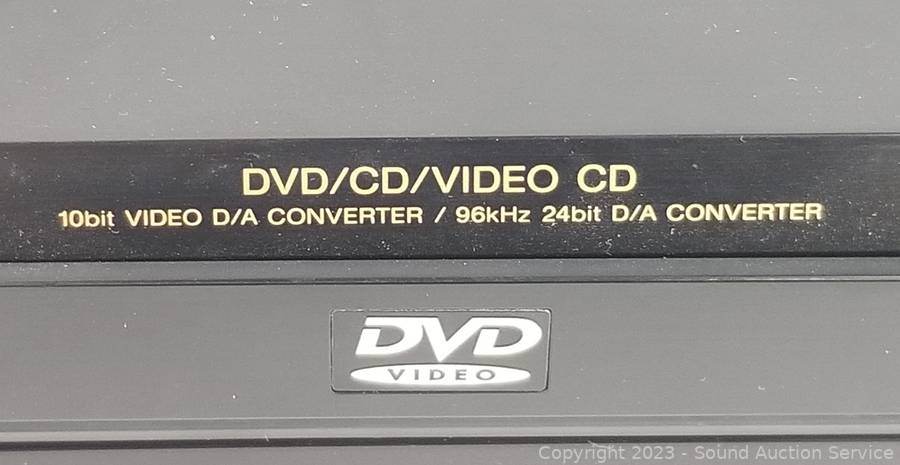 DVD/CD/VIDEO CD
10bit VIDEO D/A CONVERTER / 96kHz 24bit D/A CONVERTER
DVD
VIDEO
Copyright 2023 - Sound Auction Service